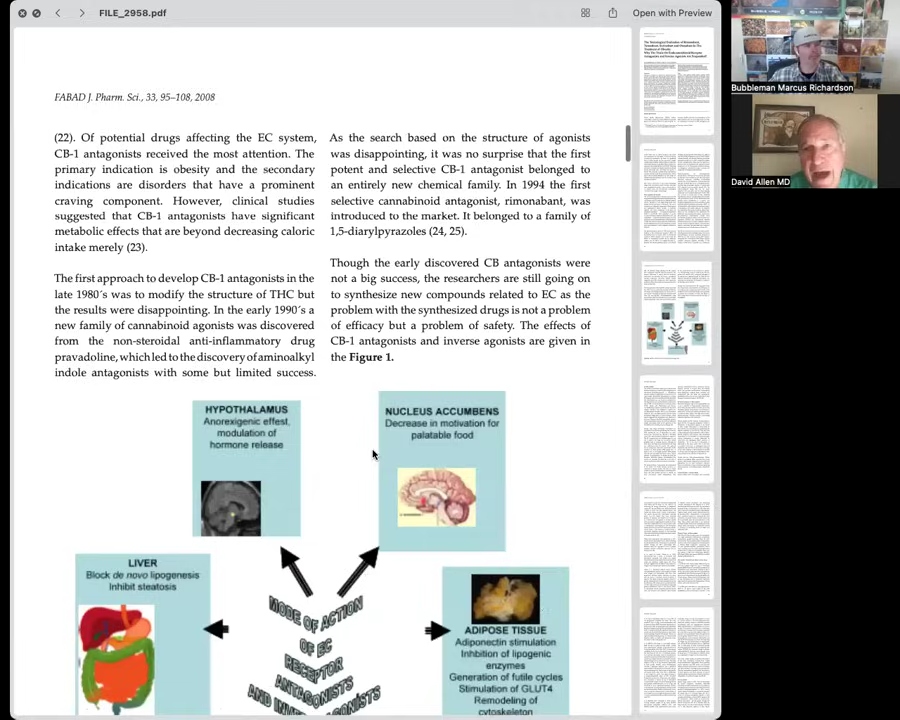 FILE_2958.pdf
Open with Preview
FABAD J. Pharm. Sci., 33, 95–108, 2008
(22). Of potential drugs affecting the EC system,
CB-1 antagonists received the most attention. The
primary indication is obesity and the secondary
indications are disorders that have a prominent
craving component. However, clinical studies
suggested that CB-1 antagonists have significant
metabolic effects that are beyond decreasing caloric
intake merely (23).
The first approach to develop CB-1 antagonists in the
late 1980´s was to modify the structure of THC but
the results were disappointing. In the early 1990´s a
new family of cannabinoid agonists was discovered
from the non-steroidal anti-inflammatory drug
pravadoline, which led to the discovery of aminoalkyl
indole antagonists with some but limited success.
As the search based on the structure of agonists
was disappointing, it was no surprise that the first
potent and selective CB-1 antagonist belonged to
an entirely new chemical family. In 1994 the first
selective cannabinoid antagonist, rimonabant, was
introduced to the market. It belonged to a family of
1,5-diarylpyrazoles (24, 25).
Though the early discovered CB antagonists were
not a big success, the researchers are still going on
to synthesize new compounds related to EC as the
problem with the synthesized drugs is not a problem
of efficacy but a problem of safety. The effects of
CB-1 antagonists and inverse agonists are given in
the Figure 1.
HYPOTHALAMUS
Anorexigenic effect,
modulation of
hormone release
NUCLEUS ACCUMBENS
Decrease in motivation for
palatable food
LIVER
Block de novo lipogenesis
Inhibit steatosis
MODE OF ACTION
OF EC
ANTAGONISTS
ADIPOSE TISSUE
Adiponectin stimulation
Inhibition of lipogenic
enzymes
Generation of futile cycles
Stimulation of GLUT4
Remodeling of
cytoskeleton
Bubbleman Marcus Richardson
David Allen MD